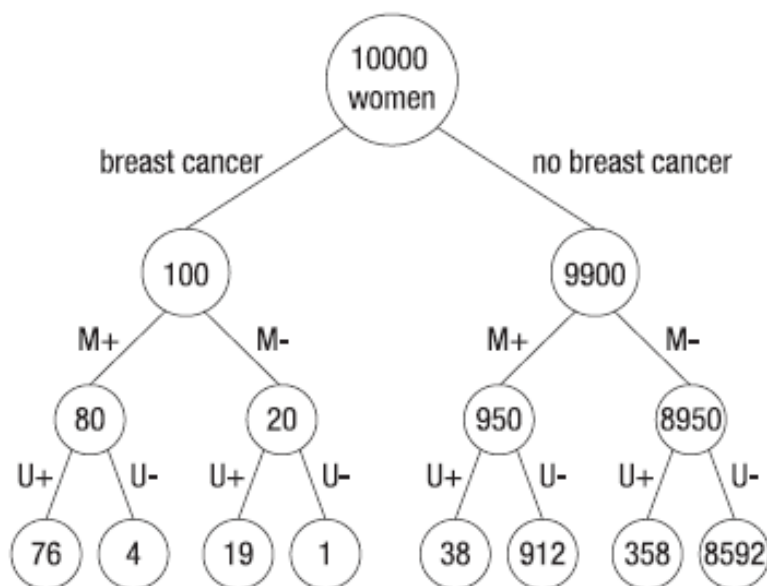 10000
women
breast cancer
no breast cancer
100
9900
M+
M-
M+
M-
80
20
950
8950
U+
U-
U+
U-
U+
U-
U+
U-
76
4
19
1
38
912
358
8592